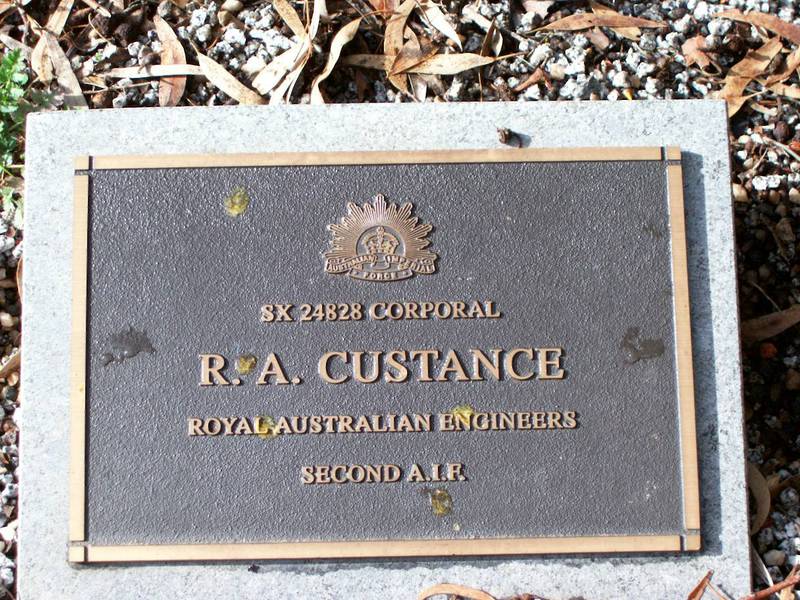 AUSTRALIAN IMPERIAL
FORCE
SX 24828 CORPORAL
R. A. CUSTANCE
ROYAL AUSTRALIAN ENGINEERS
SECOND A.I.F.